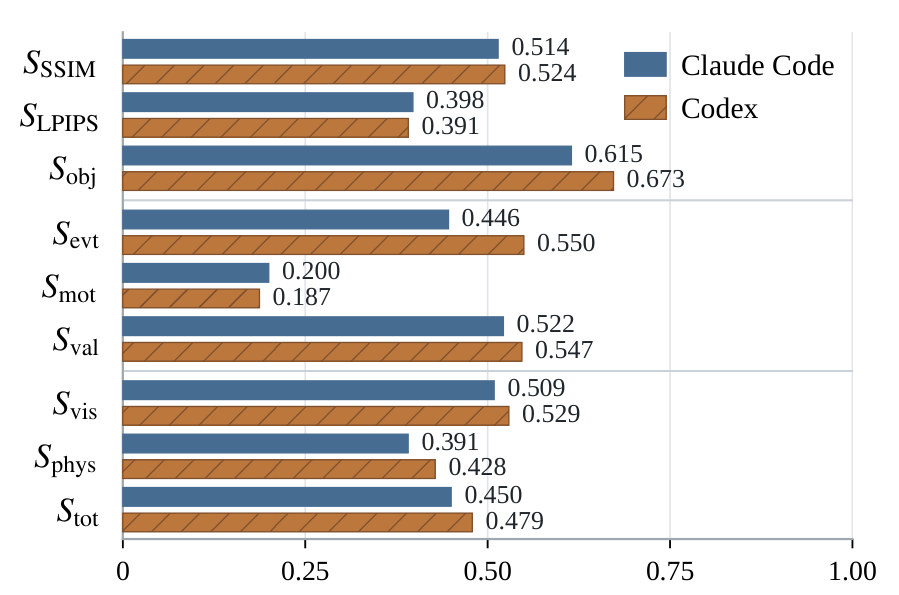 S_SSIM 0.514
0.524
Claude Code
Codex
S_LPIPS 0.398
0.391
S_obj 0.615
0.673
S_evt 0.446
0.550
S_mot 0.200
0.187
S_val 0.522
0.547
S_vis 0.509
0.529
S_phys 0.391
0.428
S_tot 0.450
0.479
0 0.25 0.50 0.75 1.00